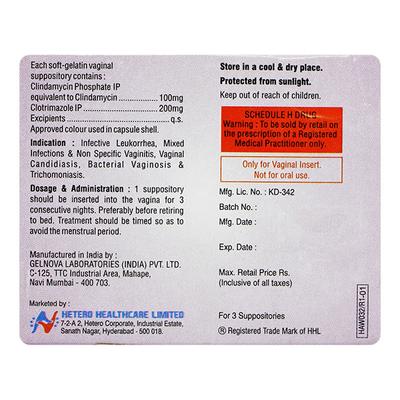 Each soft-gelatin vaginal
suppository contains :
Clindamycin Phosphate IP
equivalent to Clindamycin ........... 100mg
Clotrimazole IP ............................ 200mg
Excipients ..................................... q.s.
Approved colour used in capsule shell.
Indication : Infective Leukorrhea, Mixed
Infections & Non Specific Vaginitis, Vaginal
Candidiasis, Bacterial Vaginosis &
Trichomoniasis.
Dosage & Administration : 1 suppository
should be inserted into the vagina for 3
consecutive nights. Preferably before retiring
to bed. Treatment should be timed so as to
avoid the menstrual period.
Manufactured in India by :
GELNOVA LABORATORIES (INDIA) PVT. LTD.
C-125, TTC Industrial Area, Mahape,
Navi Mumbai - 400 703.
Marketed by :
HETERO HEALTHCARE LIMITED
7-2-A 2, Hetero Corporate, Industrial Estate,
Sanath Nagar, Hyderabad - 500 018.
Store in a cool & dry place.
Protected from sunlight.
Keep out of reach of children.
SCHEDULE H DRUG
Warning : To be sold by retail on
the prescription of a Registered
Medical Practitioner only.
Only for Vaginal Insert.
Not for oral use.
Mfg. Lic. No. : KD-342
Batch No. :
Mfg. Date :
Exp. Date :
Max. Retail Price Rs.
(Inclusive of all taxes)
For 3 Suppositories
® Registered Trade Mark of HHL
HAW032/R1-01